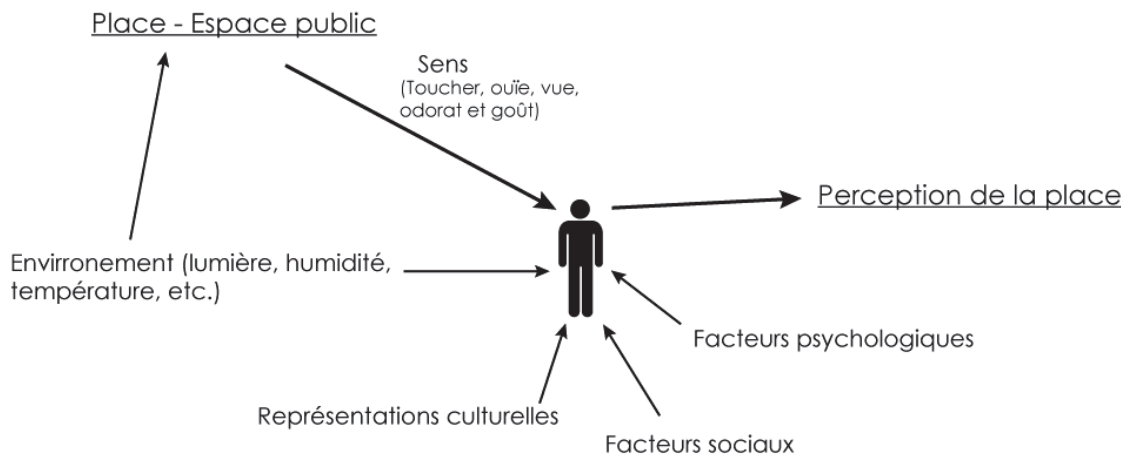 Place - Espace public
Sens
(Toucher, ouïe, vue,
odorat et goût)
Perception de la place
Envirronement (lumière, humidité,
température, etc.)
Facteurs psychologiques
Représentations culturelles
Facteurs sociaux